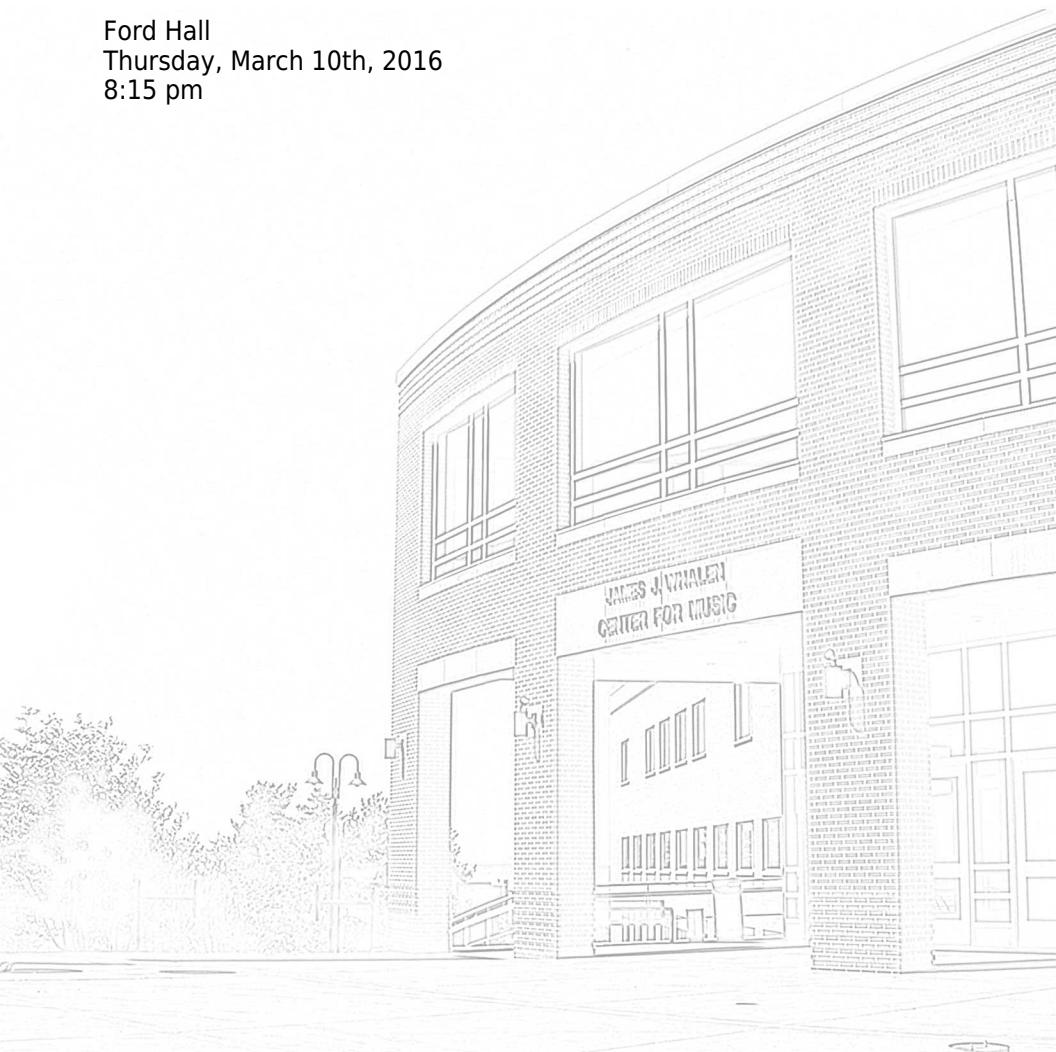 Ford Hall
Thursday, March 10th, 2016
8:15 pm
JAMES J. WHALEN
CENTER FOR MUSIC